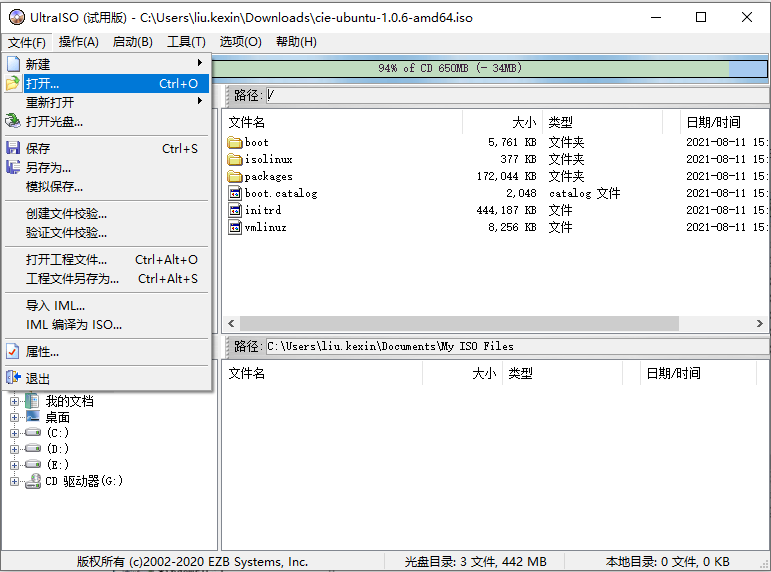 UltraISO (试用版) - C:\Users\liu.kexin\Downloads\cie-ubuntu-1.0.6-amd64.iso
文件(F) 操作(A) 启动(B) 工具(T) 选项(O) 帮助(H)
94% of CD 650MB (- 34MB)
新建
打开... Ctrl+O
重新打开
打开光盘...
保存 Ctrl+S
另存为...
模拟保存...
创建文件校验...
验证文件校验...
打开工程文件... Ctrl+Alt+O
工程文件另存为... Ctrl+Alt+S
导入 IML...
IML 编译为 ISO...
属性...
退出
路径: /
文件名 大小 类型 日期/时间
boot 5,761 KB 文件夹 2021-08-11 15:
isolinux 377 KB 文件夹 2021-08-11 15:
packages 172,044 KB 文件夹 2021-08-11 15:
boot.catalog 2,048 catalog 文件 2021-08-11 15:
initrd 444,187 KB 文件 2021-08-11 15:
vmlinuz 8,256 KB 文件 2021-08-11 15:
路径: C:\Users\liu.kexin\Documents\My ISO Files
文件名 大小 类型 日期/时间
我的文档
桌面
(C:)
(D:)
(E:)
CD 驱动器(G:)
版权所有 (c)2002-2020 EZB Systems, Inc. 光盘目录: 3 文件, 442 MB 本地目录: 0 文件, 0 KB